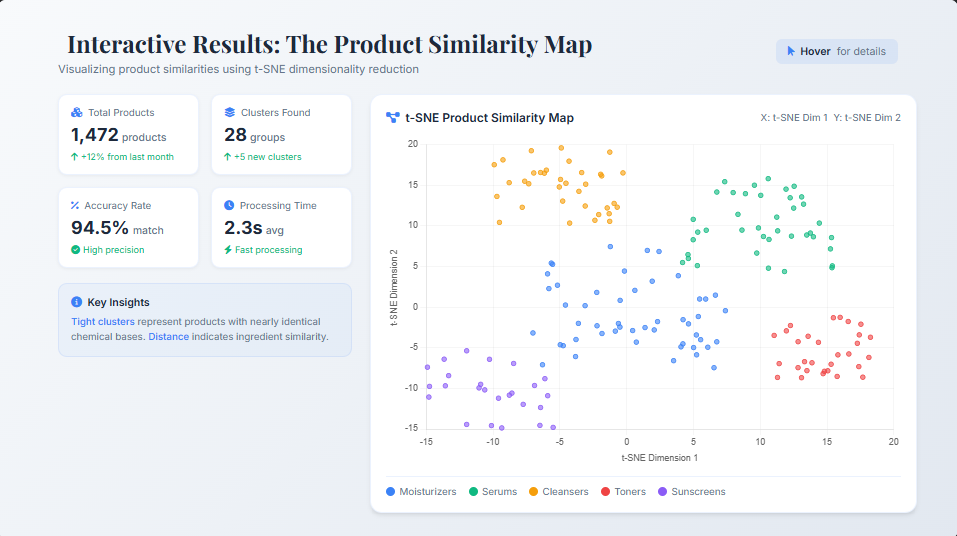 Interactive Results: The Product Similarity Map
Visualizing product similarities using t-SNE dimensionality reduction
Hover for details
Total Products
1,472 products
+12% from last month
Clusters Found
28 groups
+5 new clusters
Accuracy Rate
94.5% match
High precision
Processing Time
2.3s avg
Fast processing
Key Insights
Tight clusters represent products with nearly identical
chemical bases. Distance indicates ingredient similarity.
t-SNE Product Similarity Map
X: t-SNE Dim 1 Y: t-SNE Dim 2
t-SNE Dimension 2
20
15
10
5
0
-5
-10
-15
-15 -10 -5 0 5 10 15 20
t-SNE Dimension 1
Moisturizers Serums Cleansers Toners Sunscreens